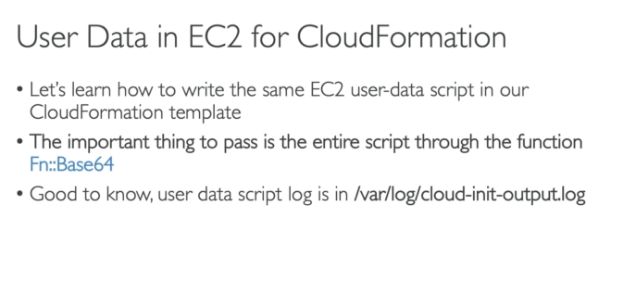 User Data in EC2 for CloudFormation
• Let's learn how to write the same EC2 user-data script in our
CloudFormation template
• The important thing to pass is the entire script through the function
Fn::Base64
• Good to know, user data script log is in /var/log/cloud-init-output.log